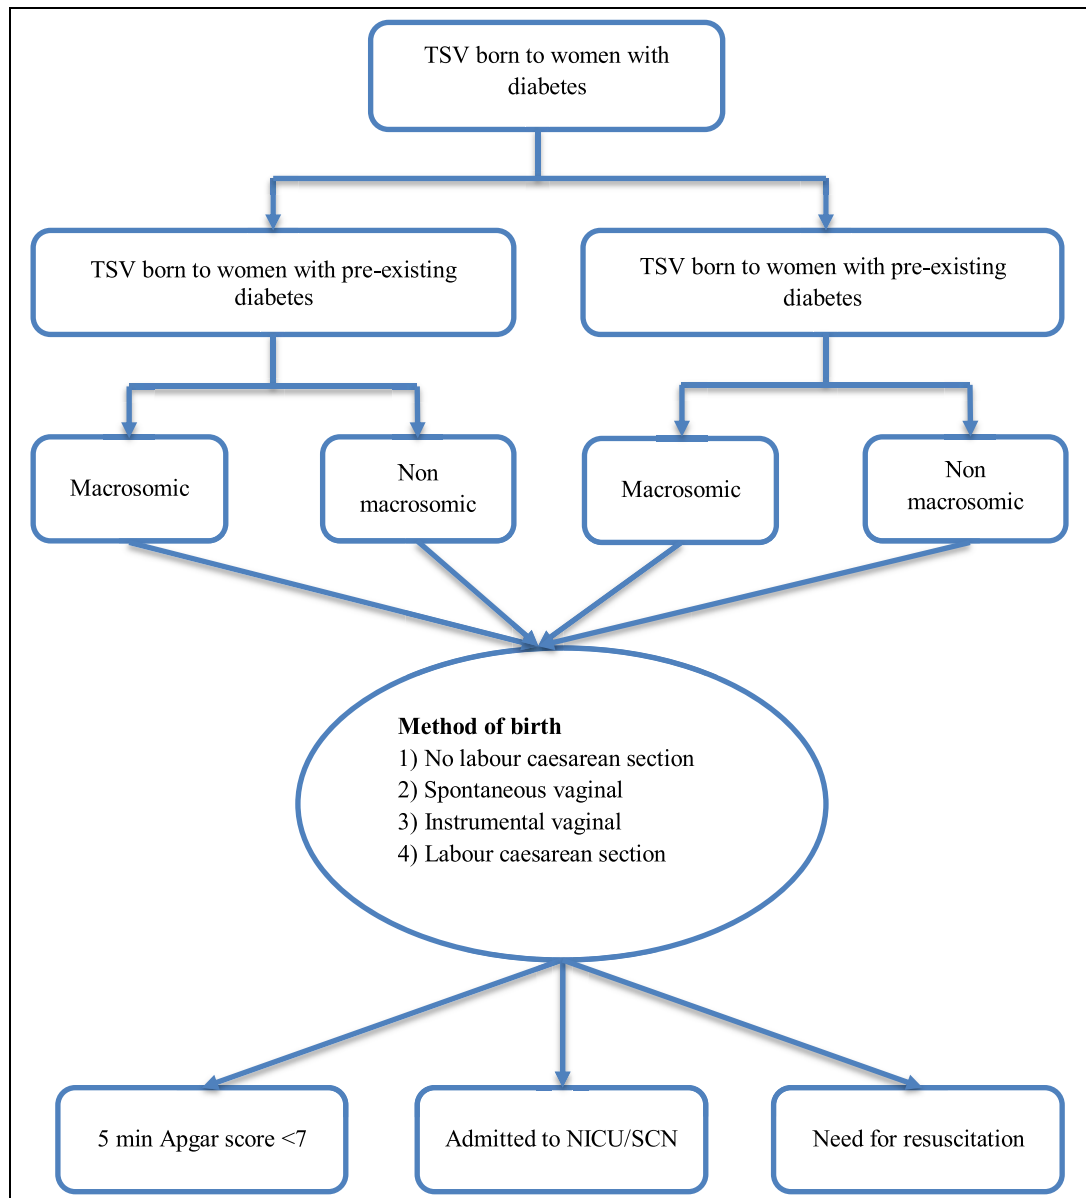 TSV born to women with
diabetes
TSV born to women with pre-existing
diabetes
TSV born to women with pre-existing
diabetes
Macrosomic
Non
macrosomic
Macrosomic
Non
macrosomic
Method of birth
1) No labour caesarean section
2) Spontaneous vaginal
3) Instrumental vaginal
4) Labour caesarean section
5 min Apgar score <7
Admitted to NICU/SCN
Need for resuscitation